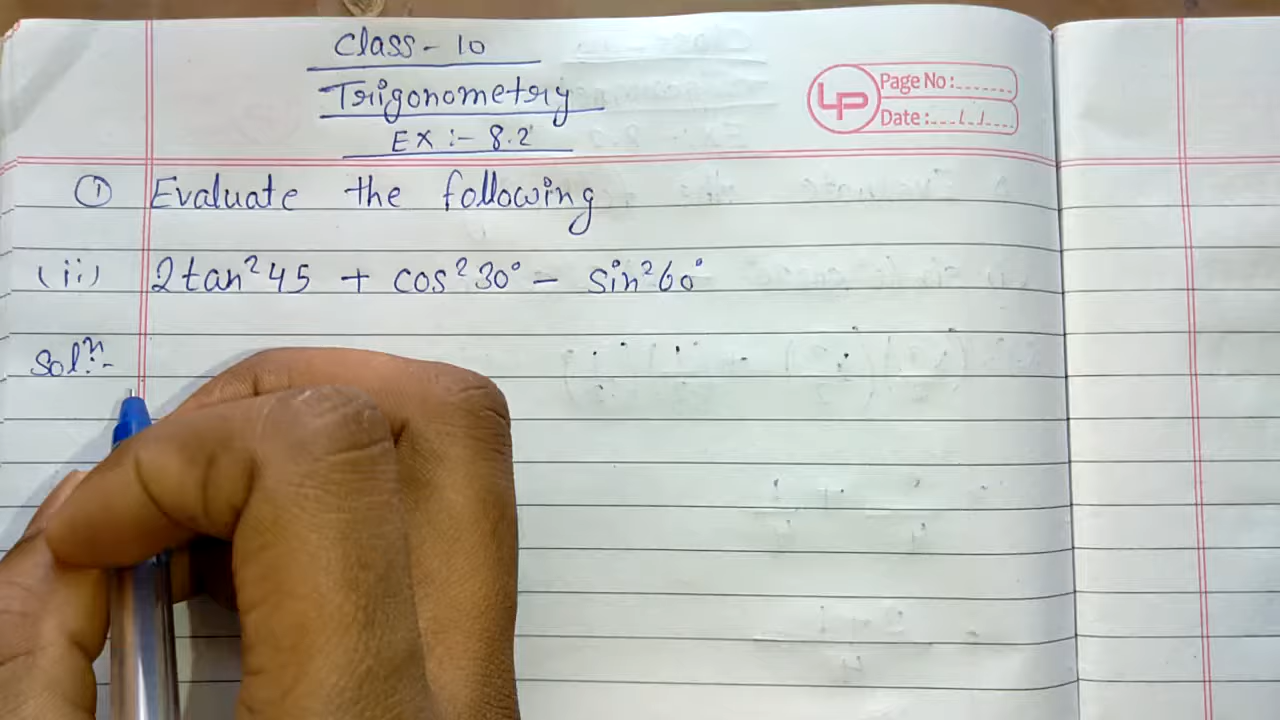 Class - 10
Trigonometry
EX :- 8.2
LP
Page No :.......
Date :..../../....
① Evaluate the following
(ii) 2tan²45 + cos²30° - sin²60°
Solⁿ:-